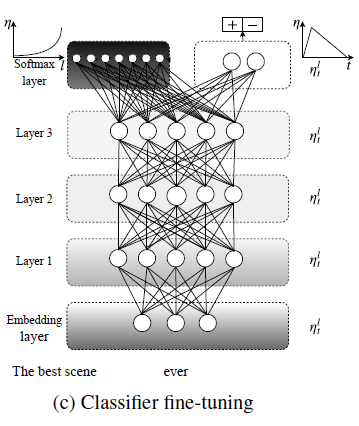 η
+ −
η
Softmax l
layer
t
η_t^l
Layer 3
η_t^l
Layer 2
η_t^l
Layer 1
η_t^l
Embedding
layer
η_t^l
The best scene ever
(c) Classifier fine-tuning